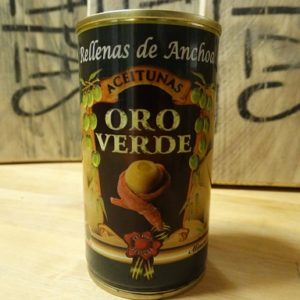 Rellenas de Anchoa
ACEITUNAS
ORO
VERDE